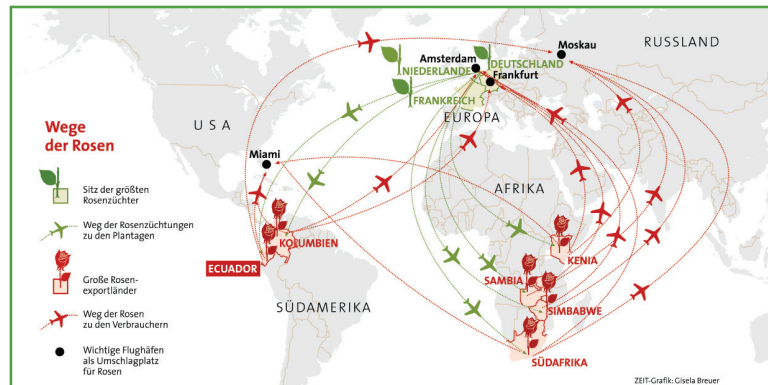 Wege
der Rosen
Sitz der größten
Rosenzüchter
Weg der Rosenzüchtungen
zu den Plantagen
Große Rosen-
exportländer
Weg der Rosen
zu den Verbrauchern
Wichtige Flughäfen
als Umschlagplatz
für Rosen
USA
Miami
KOLUMBIEN
ECUADOR
SÜDAMERIKA
Amsterdam
NIEDERLANDE
DEUTSCHLAND
Frankfurt
FRANKREICH
EUROPA
Moskau
RUSSLAND
AFRIKA
KENIA
SAMBIA
SIMBABWE
SÜDAFRIKA
ZEIT-Grafik: Gisela Breuer